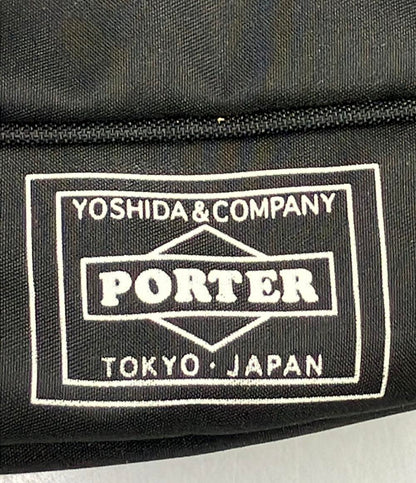 YOSHIDA & COMPANY
PORTER
TOKYO · JAPAN